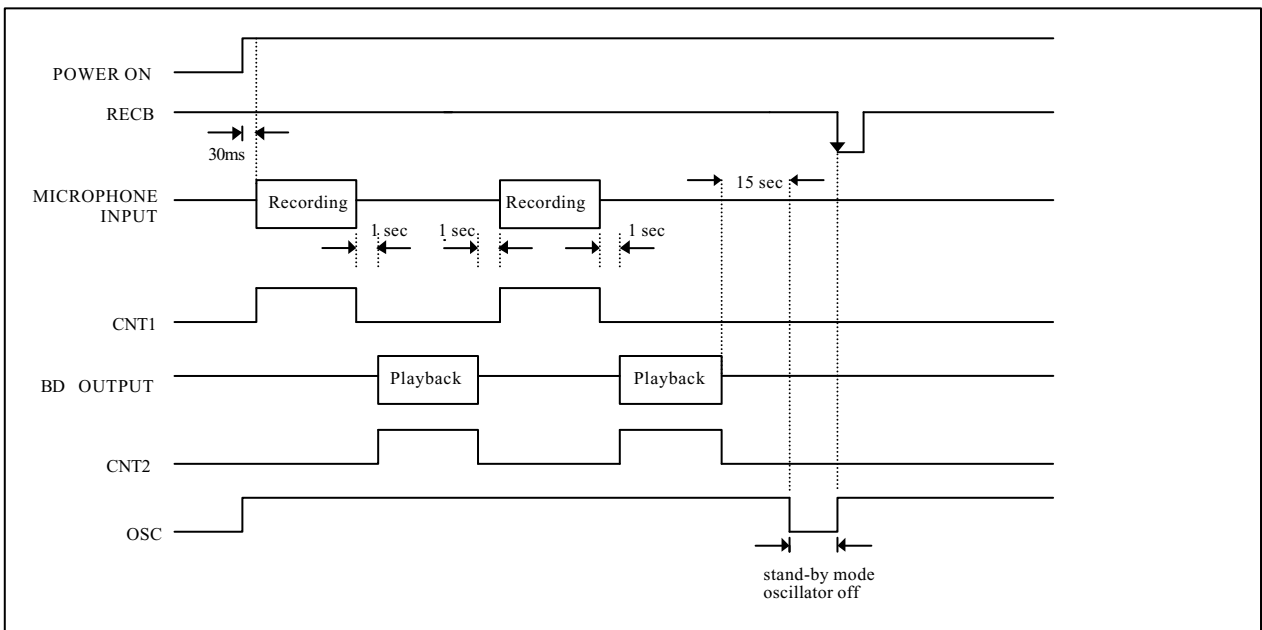 POWER ON
RECB
30ms
15 sec
MICROPHONE
INPUT
Recording
Recording
1 sec
1 sec
1 sec
CNT1
BD OUTPUT
Playback
Playback
CNT2
OSC
stand-by mode
oscillator off